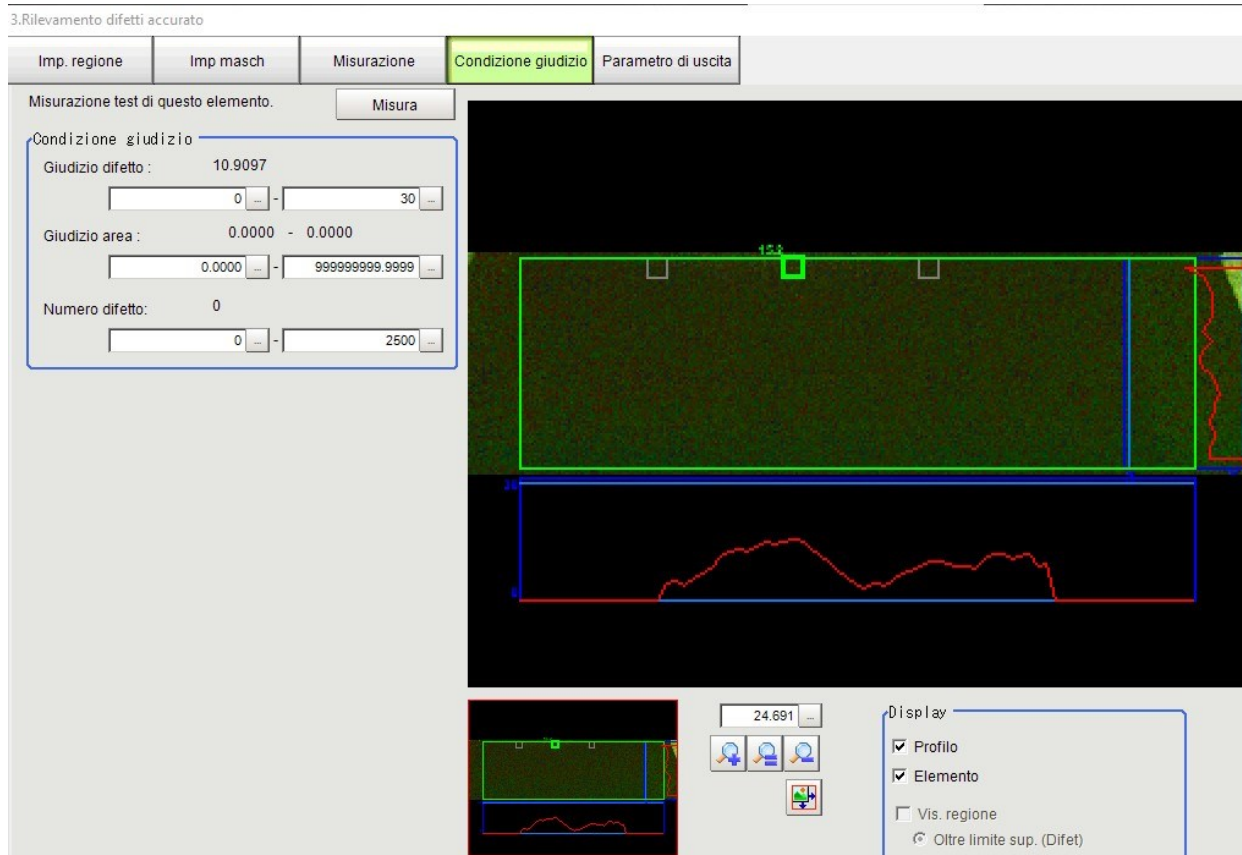 3.Rilevamento difetti accurato
Imp. regione Imp masch Misurazione Condizione giudizio Parametro di uscita
Misurazione test di questo elemento. Misura
Condizione giudizio
Giudizio difetto : 10.9097
0 ... - 30 ...
Giudizio area : 0.0000 - 0.0000
0.0000 ... - 999999999.9999 ...
Numero difetto: 0
0 ... - 2500 ...
24.691 ...
Display
Profilo
Elemento
Vis. regione
Oltre limite sup. (Difet)